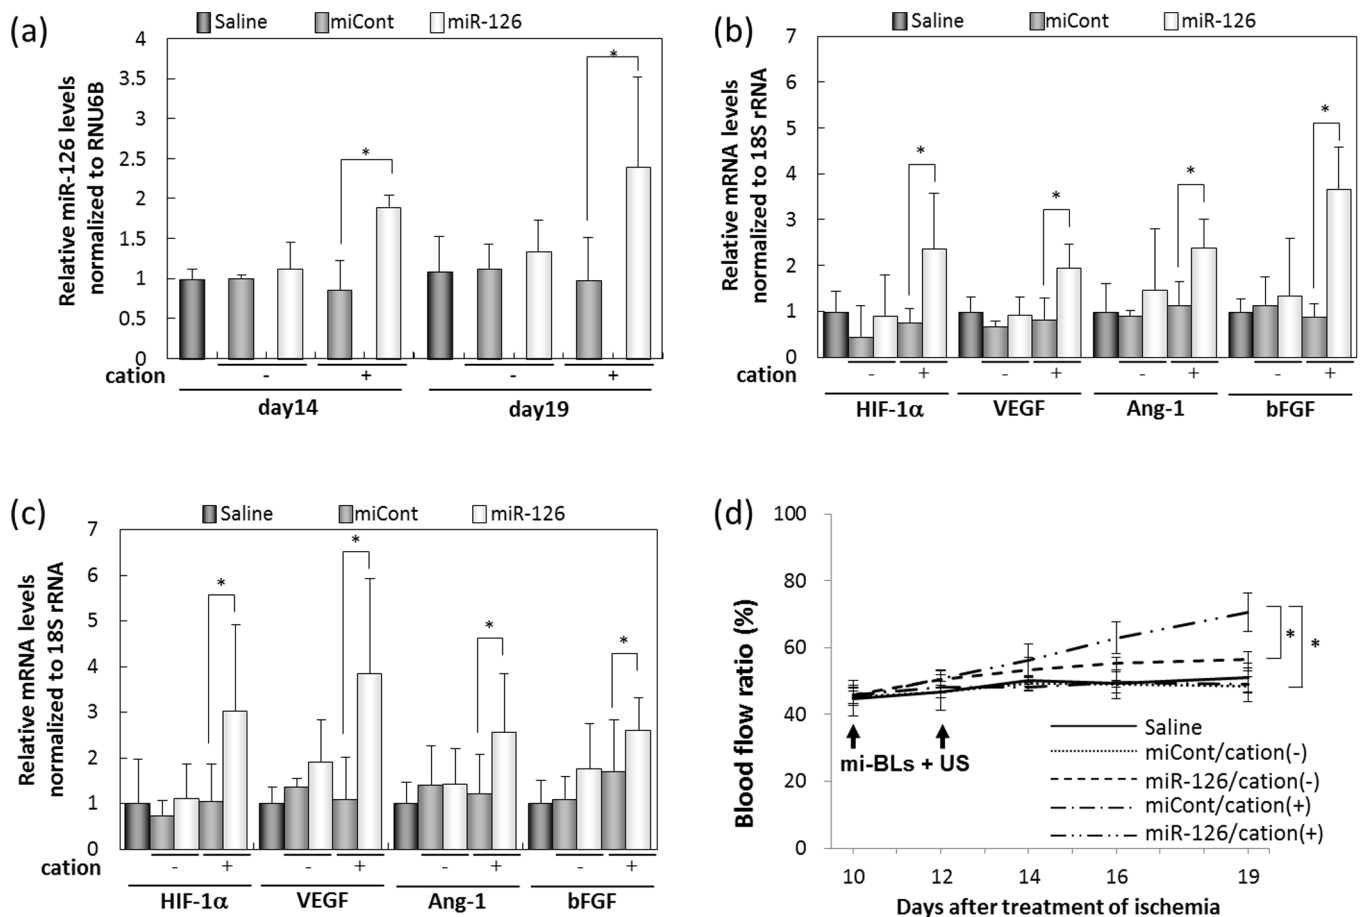 (a)
Saline miCont miR-126
Relative miR-126 levels
normalized to RNU6B
4
3.5
3
2.5
2
1.5
1
0.5
0
* *
cation - + - +
day14 day19
(b)
Saline miCont miR-126
Relative mRNA levels
normalized to 18S rRNA
7
6
5
4
3
2
1
0
* * * *
cation - + - + - + - +
HIF-1α VEGF Ang-1 bFGF
(c)
Saline miCont miR-126
Relative mRNA levels
normalized to 18S rRNA
7
6
5
4
3
2
1
0
* * * *
cation - + - + - + - +
HIF-1α VEGF Ang-1 bFGF
(d)
Blood flow ratio (%)
100
80
60
40
20
0
* *
mi-BLs + US
Saline
miCont/cation(-)
miR-126/cation(-)
miCont/cation(+)
miR-126/cation(+)
10 12 14 16 19
Days after treatment of ischemia